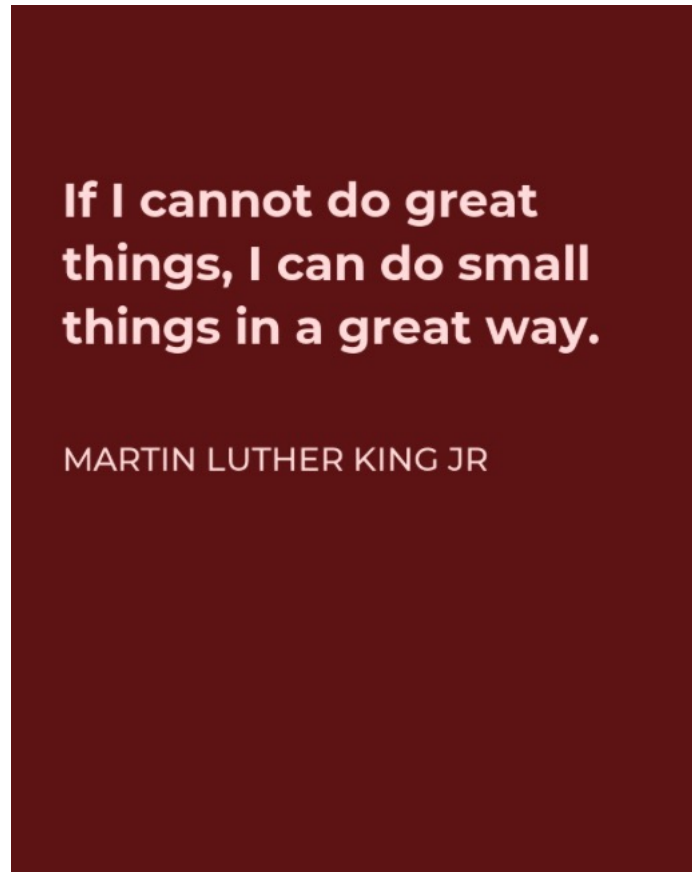 If I cannot do great
things, I can do small
things in a great way.
MARTIN LUTHER KING JR